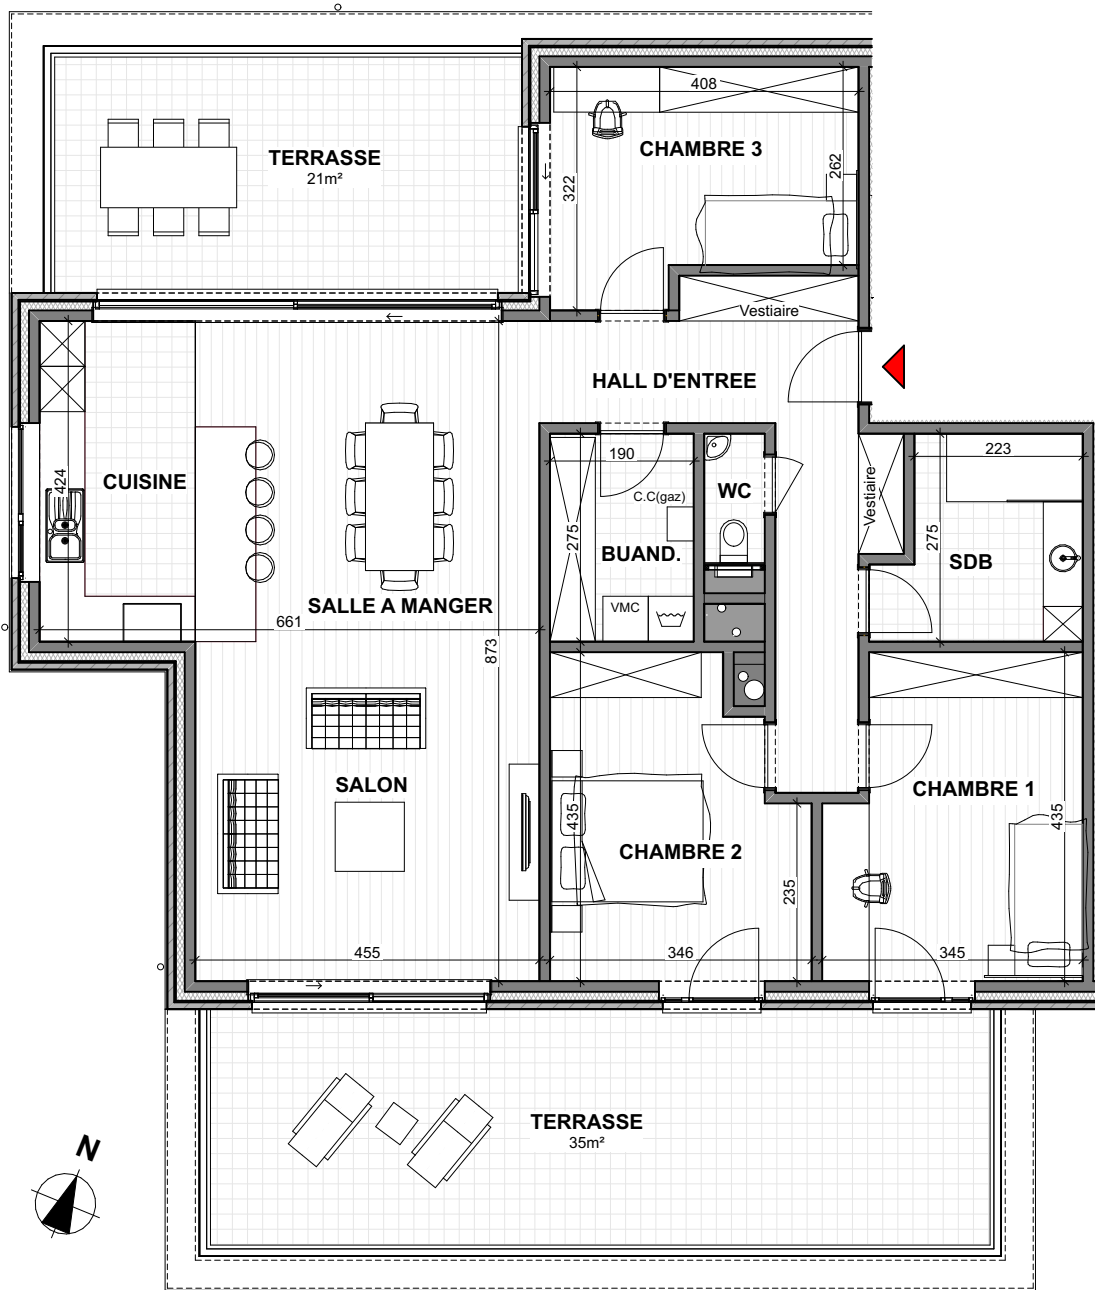 408
TERRASSE
21m²
CHAMBRE 3
262
322
Vestiaire
HALL D'ENTREE
CUISINE
424
190
C.C(gaz)
WC
275
BUAND.
VMC
Vestiaire
223
275
SDB
SALLE A MANGER
661
873
SALON
CHAMBRE 1
435
435
CHAMBRE 2
235
455
346
345
TERRASSE
35m²
N